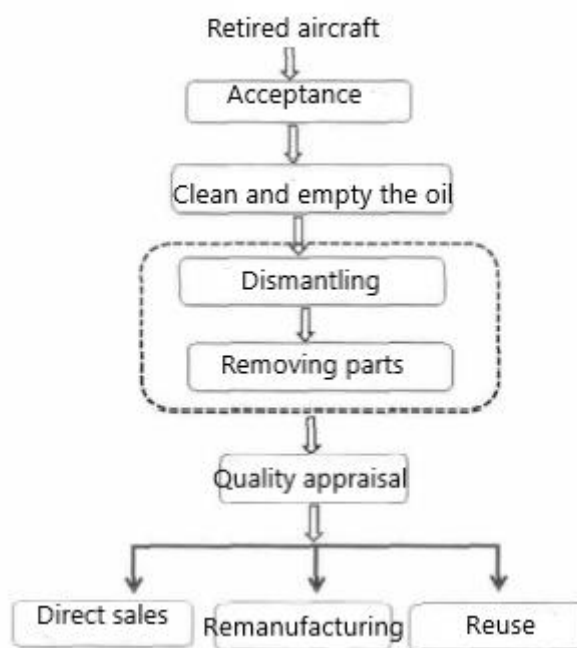 Retired aircraft
Acceptance
Clean and empty the oil
Dismantling
Removing parts
Quality appraisal
Direct sales
Remanufacturing
Reuse